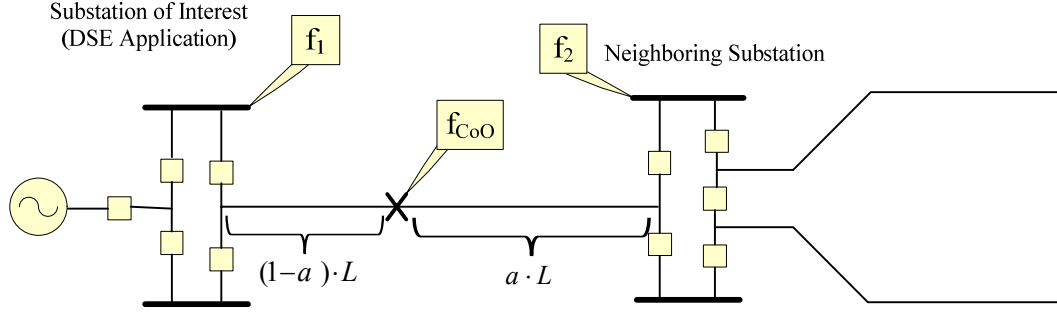 Substation of Interest
(DSE Application)
f1
f2
Neighboring Substation
fCoO
(1−a )·L
a · L